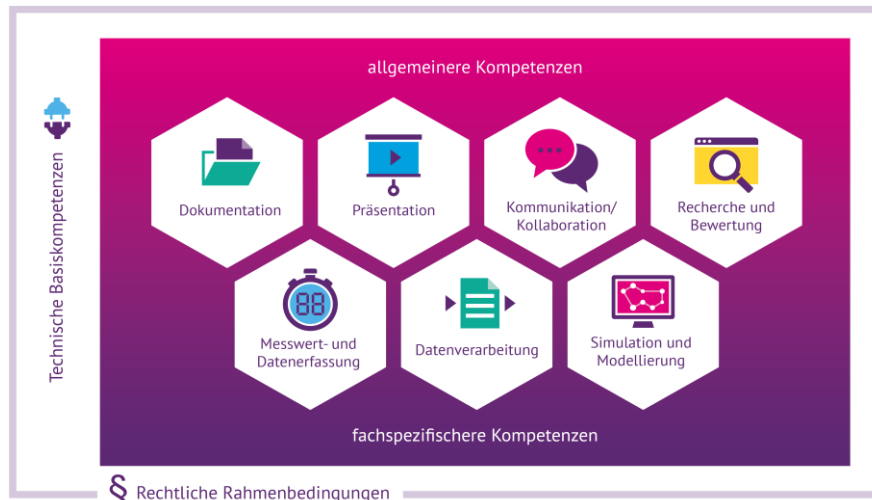 allgemeinere Kompetenzen
Technische Basiskompetenzen
Dokumentation
Präsentation
Kommunikation/
Kollaboration
Recherche und
Bewertung
88
Messwert- und
Datenerfassung
Datenverarbeitung
Simulation und
Modellierung
fachspezifischere Kompetenzen
§ Rechtliche Rahmenbedingungen